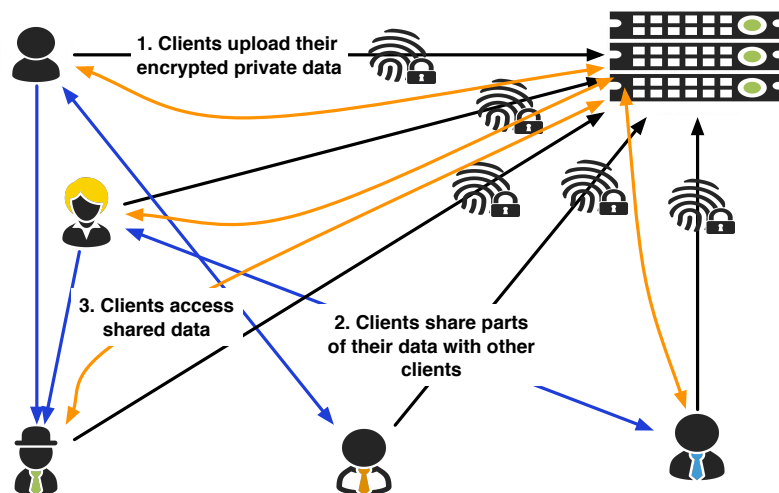 1. Clients upload their
encrypted private data
3. Clients access
shared data
2. Clients share parts
of their data with other
clients